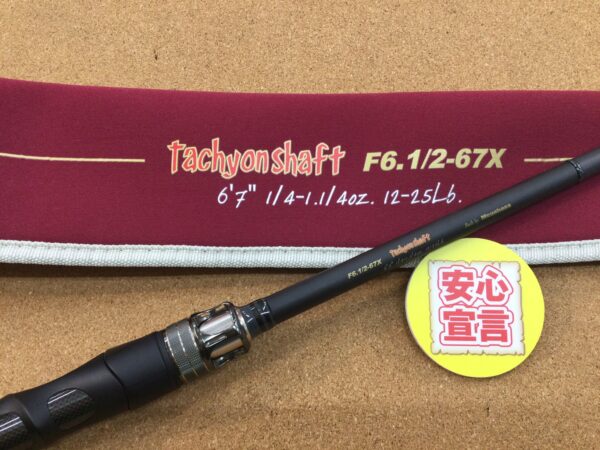 Tachyonshaft F6.1/2-67X
6'7" 1/4-1.1/4oz. 12-25Lb.
Tachyonshaft
F6.1/2-67X
安心
宣言